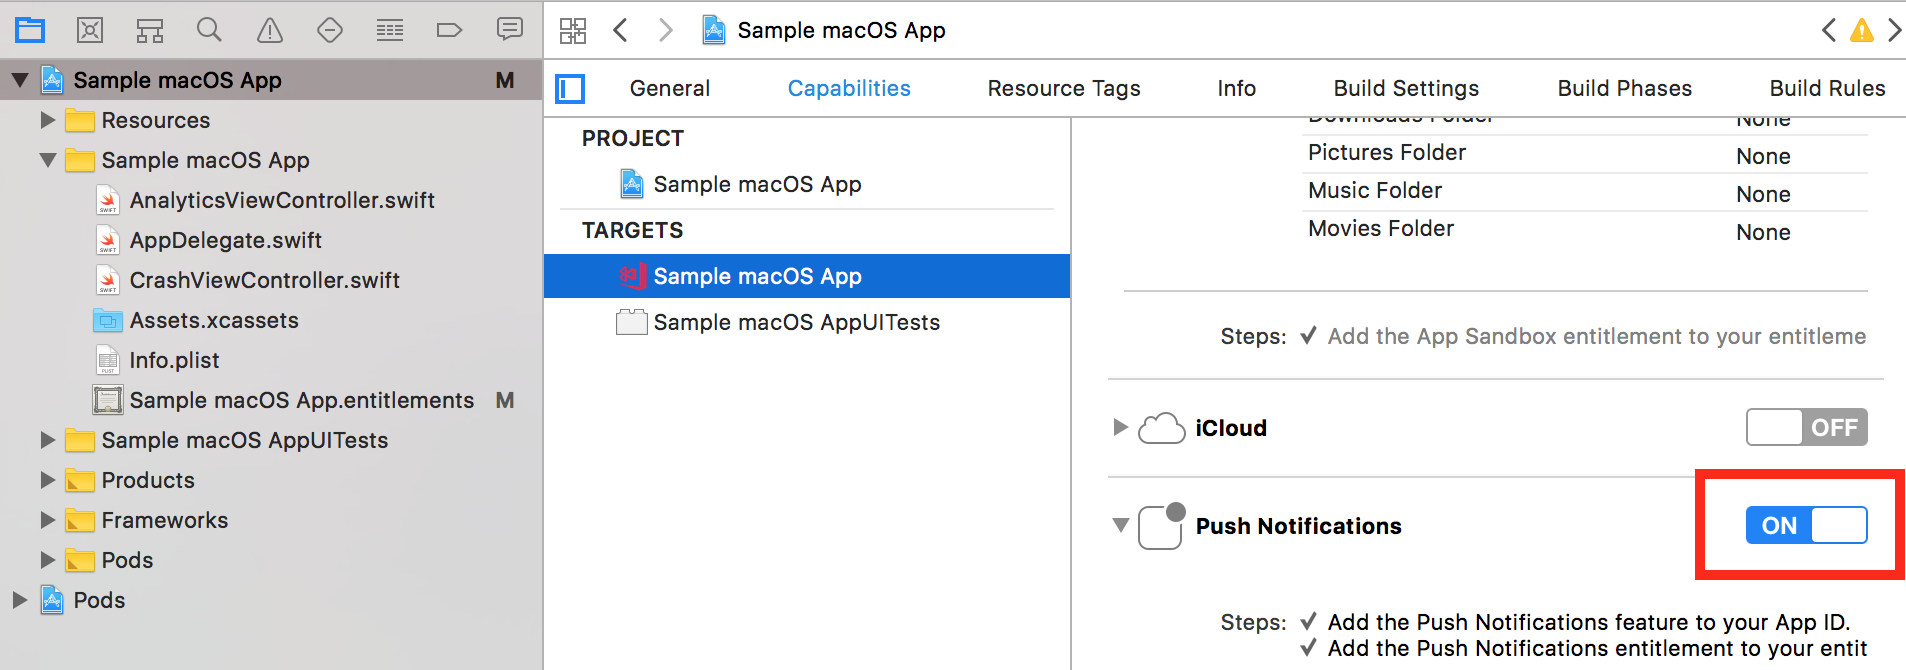 Sample macOS App M
Resources
Sample macOS App
AnalyticsViewController.swift
AppDelegate.swift
CrashViewController.swift
Assets.xcassets
Info.plist
Sample macOS App.entitlements M
Sample macOS AppUITests
Products
Frameworks
Pods
Pods
Sample macOS App
General Capabilities Resource Tags Info Build Settings Build Phases Build Rules
PROJECT
Sample macOS App
TARGETS
Sample macOS App
Sample macOS AppUITests
Downloads Folder None
Pictures Folder None
Music Folder None
Movies Folder None
Steps: ✓ Add the App Sandbox entitlement to your entitleme
iCloud OFF
Push Notifications ON
Steps: ✓ Add the Push Notifications feature to your App ID.
✓ Add the Push Notifications entitlement to your entit